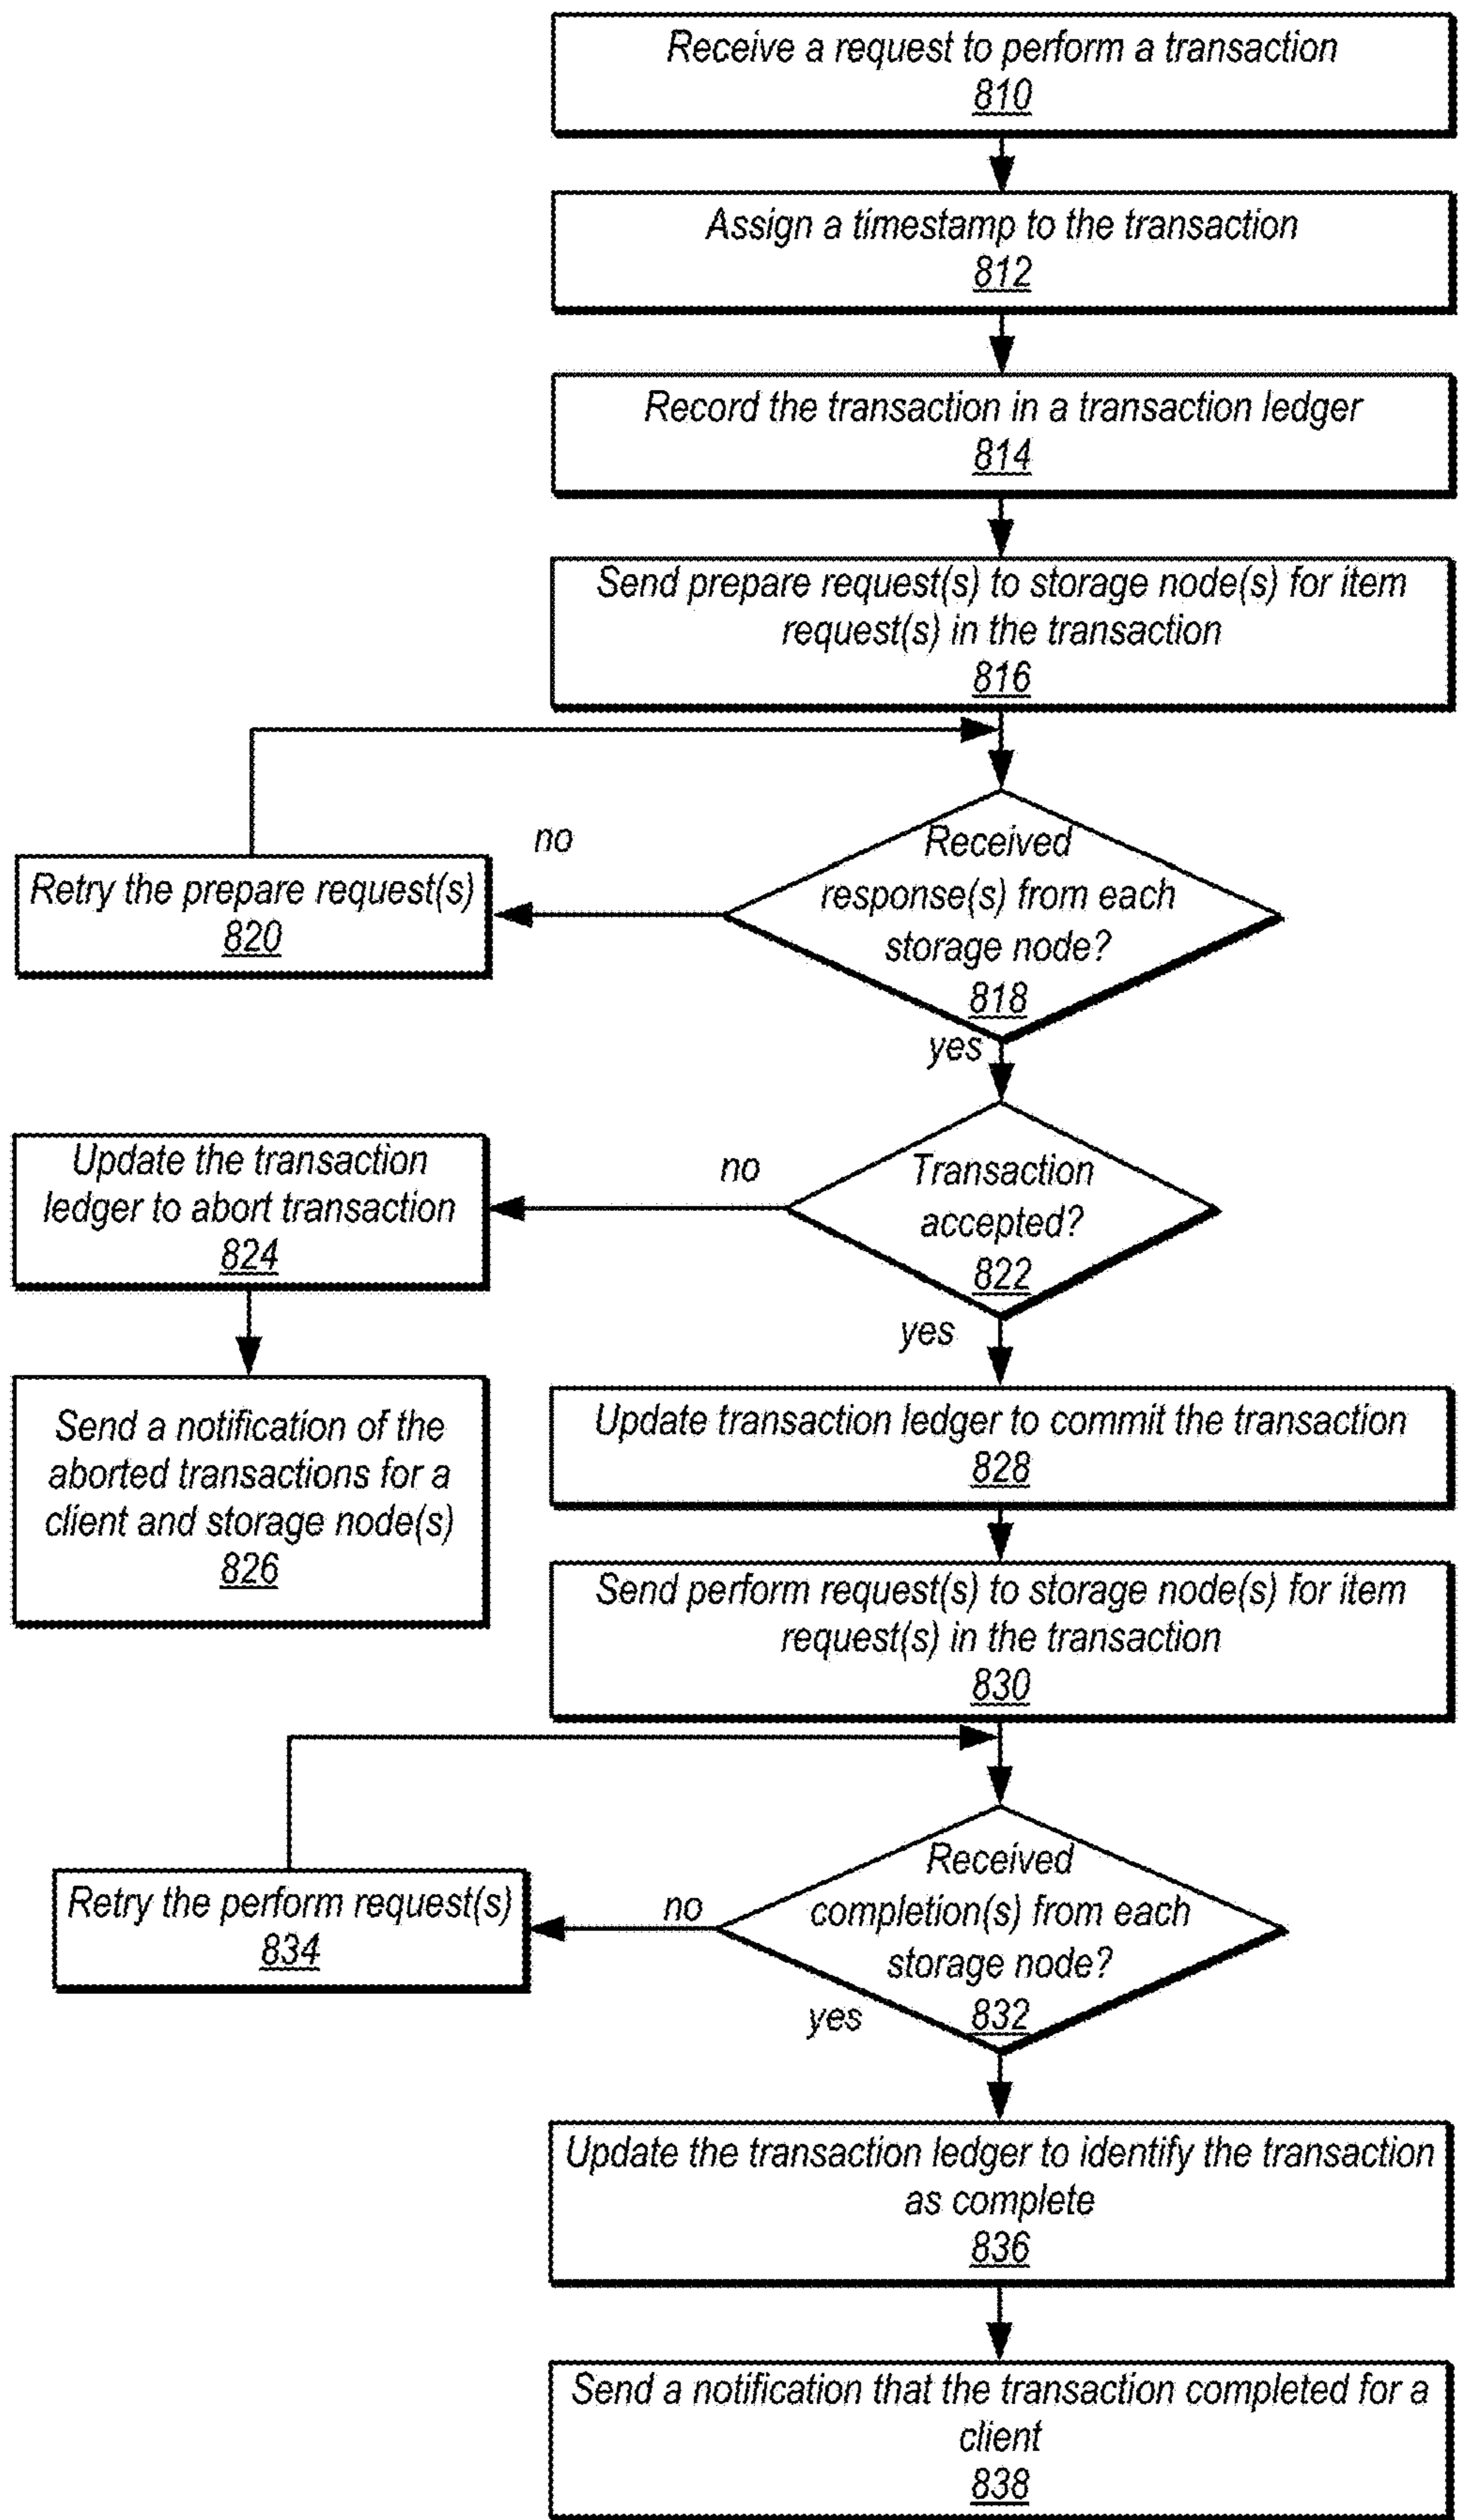 Receive a request to perform a transaction
810
Assign a timestamp to the transaction
812
Record the transaction in a transaction ledger
814
Send prepare request(s) to storage node(s) for item
request(s) in the transaction
816
no
Received
response(s) from each
storage node?
818
Retry the prepare request(s)
820
yes
Transaction
accepted?
822
no
Update the transaction
ledger to abort transaction
824
Send a notification of the
aborted transactions for a
client and storage node(s)
826
yes
Update transaction ledger to commit the transaction
828
Send perform request(s) to storage node(s) for item
request(s) in the transaction
830
Received
completion(s) from each
storage node?
832
no
Retry the perform request(s)
834
yes
Update the transaction ledger to identify the transaction
as complete
836
Send a notification that the transaction completed for a
client
838